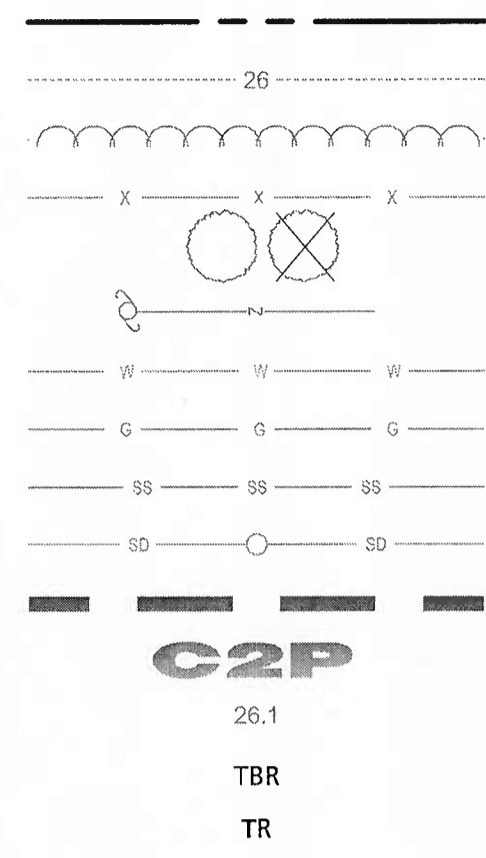 26
X X X
N
W W W
G G G
SS SS SS
SD SD
C2P
26.1
TBR
TR